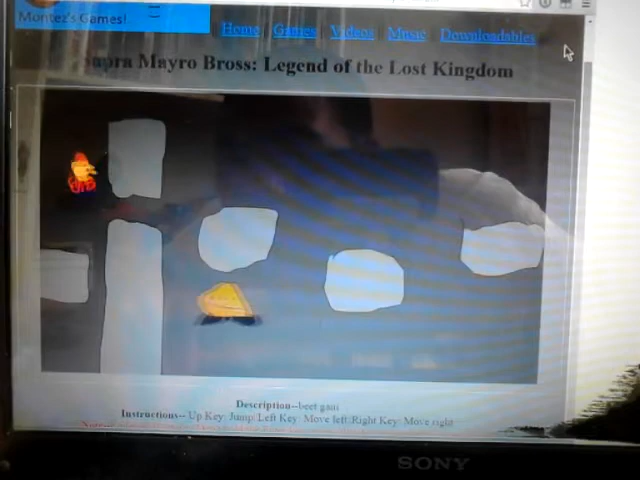 Montez's Games!
Home | Games | Videos | Music | Downloadables
Supra Mayro Bross: Legend of the Lost Kingdom
Description--beet gam
Instructions-- Up Key: Jump Left Key: Move left Right Key: Move right
SONY